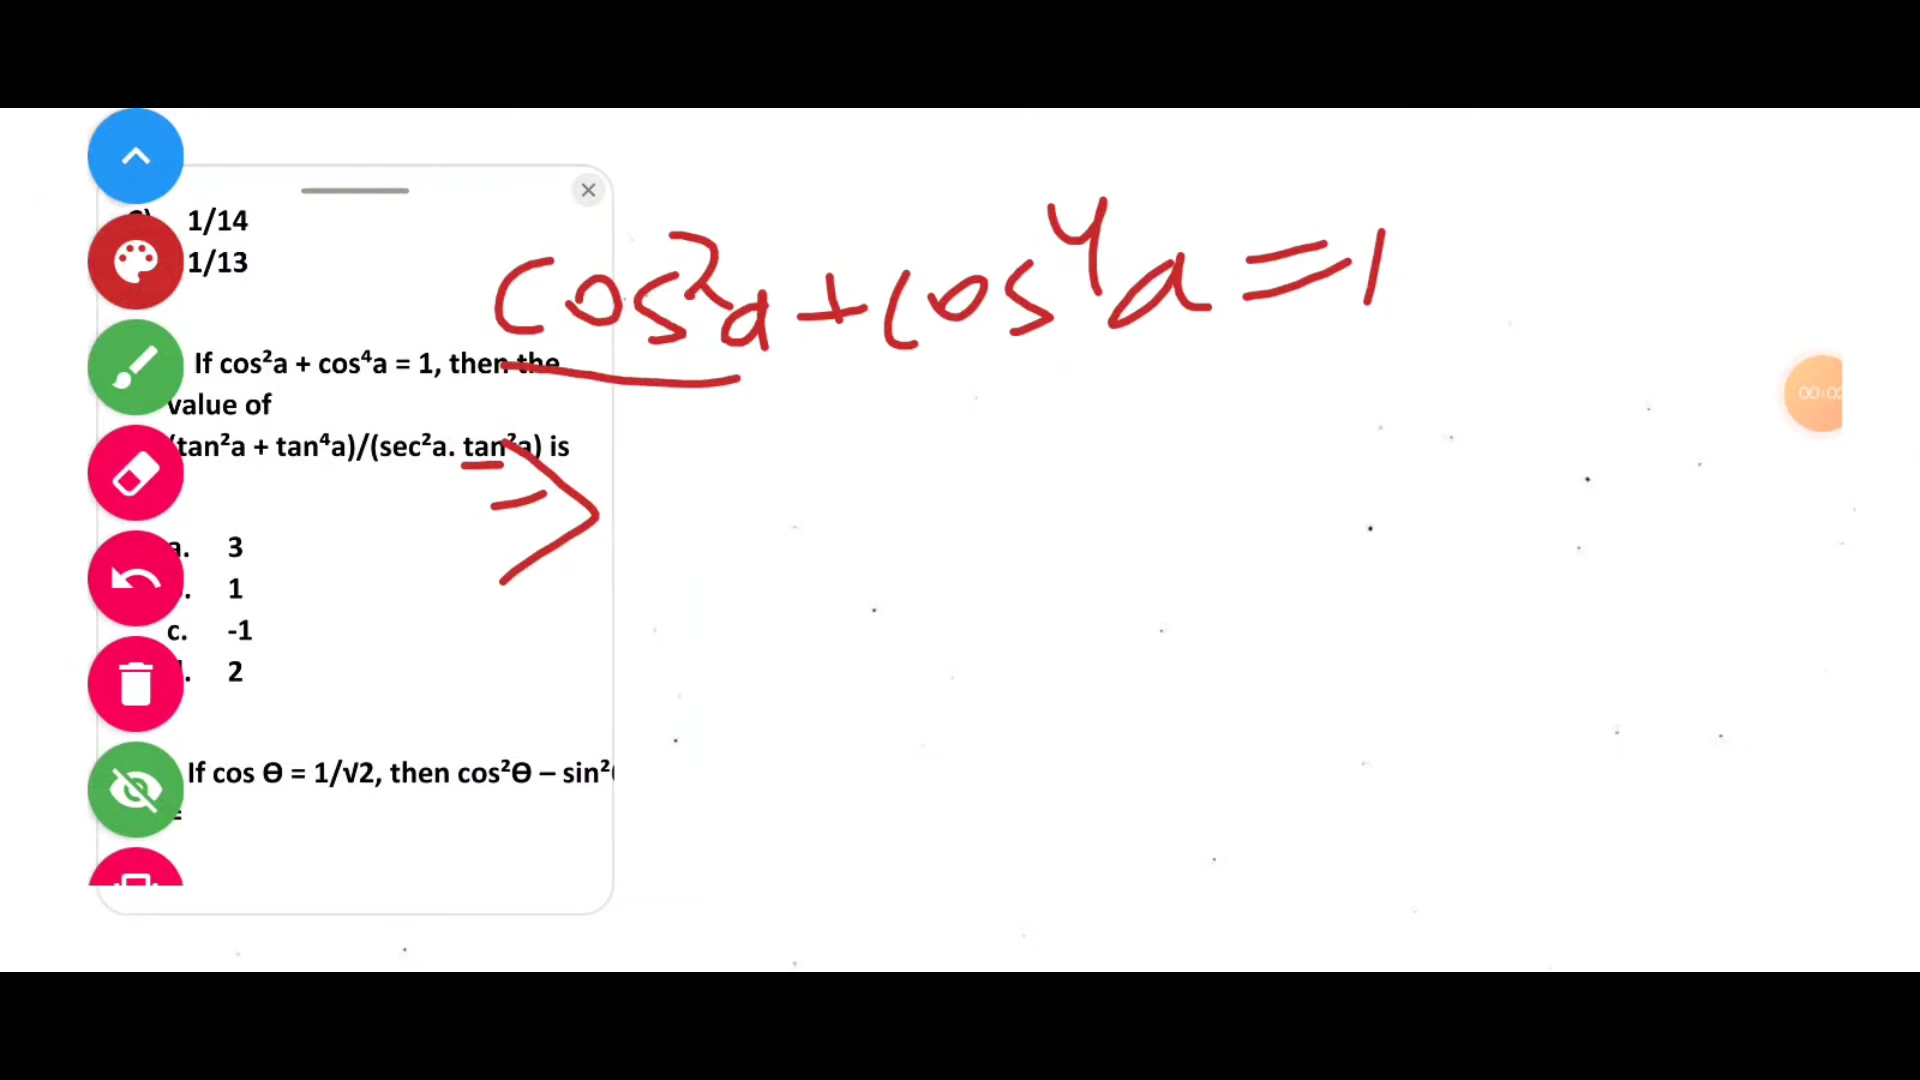 1/14
1/13
cos²a + cos⁴a = 1
If cos²a + cos⁴a = 1, then the
value of
(tan²a + tan⁴a)/(sec²a. tan²a) is
=>
a. 3
. 1
c. -1
. 2
If cos Ɵ = 1/√2, then cos²Ɵ – sin²
=